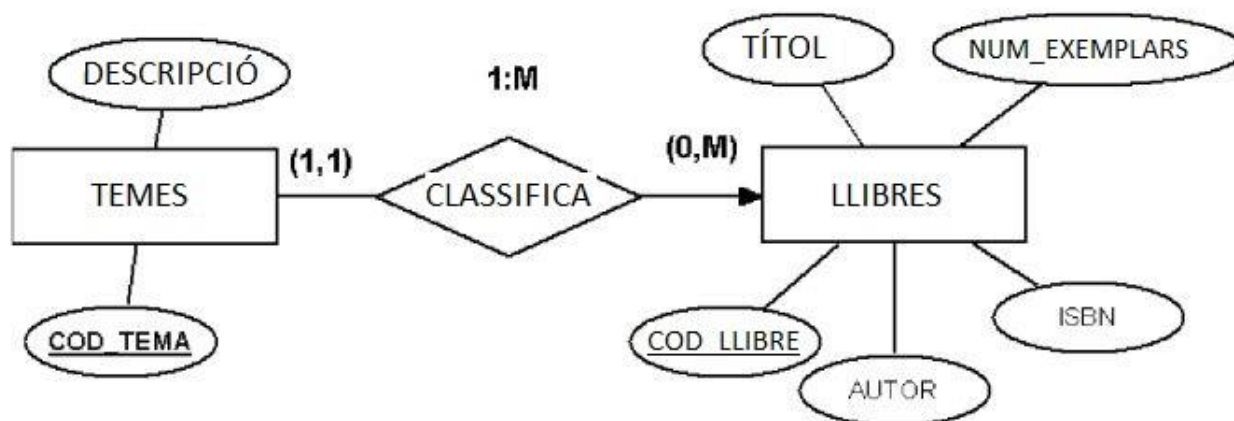 DESCRIPCIÓ
TÍTOL
NUM_EXEMPLARS
1:M
(1,1)
(0,M)
TEMES
CLASSIFICA
LLIBRES
COD_TEMA
COD_LLIBRE
AUTOR
ISBN